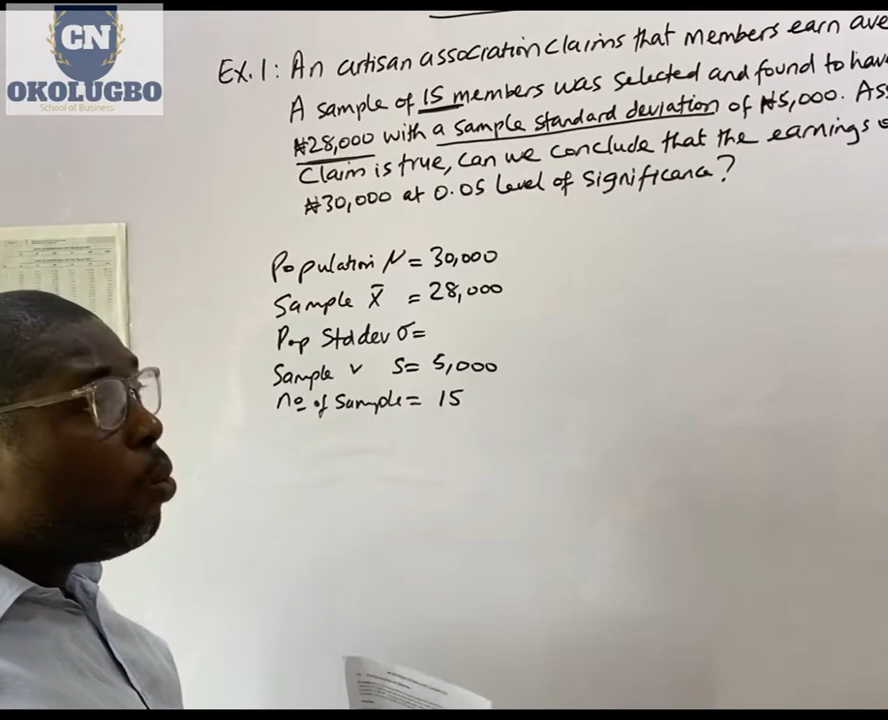 CN
OKOLUGBO
School of Business
Ex. 1: An artisan association claims that members earn ave
A sample of 15 members was selected and found to have
₦28,000 with a sample standard deviation of ₦5,000. Ass
Claim is true, can we conclude that the earnings
₦30,000 at 0.05 level of significance?
Population μ = 30,000
Sample x̄ = 28,000
Pop Std dev σ =
Sample v S = 5,000
no of Sample = 15